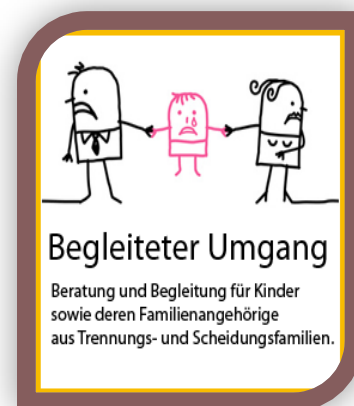 Begleiteter Umgang
Beratung und Begleitung für Kinder
sowie deren Familienangehörige
aus Trennungs- und Scheidungsfamilien.